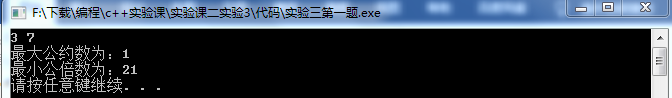 F:\下载\编程\c++实验课\实验课二实验3\代码\实验三第一题.exe
3 7
最大公约数为：1
最小公倍数为：21
请按任意键继续. . .